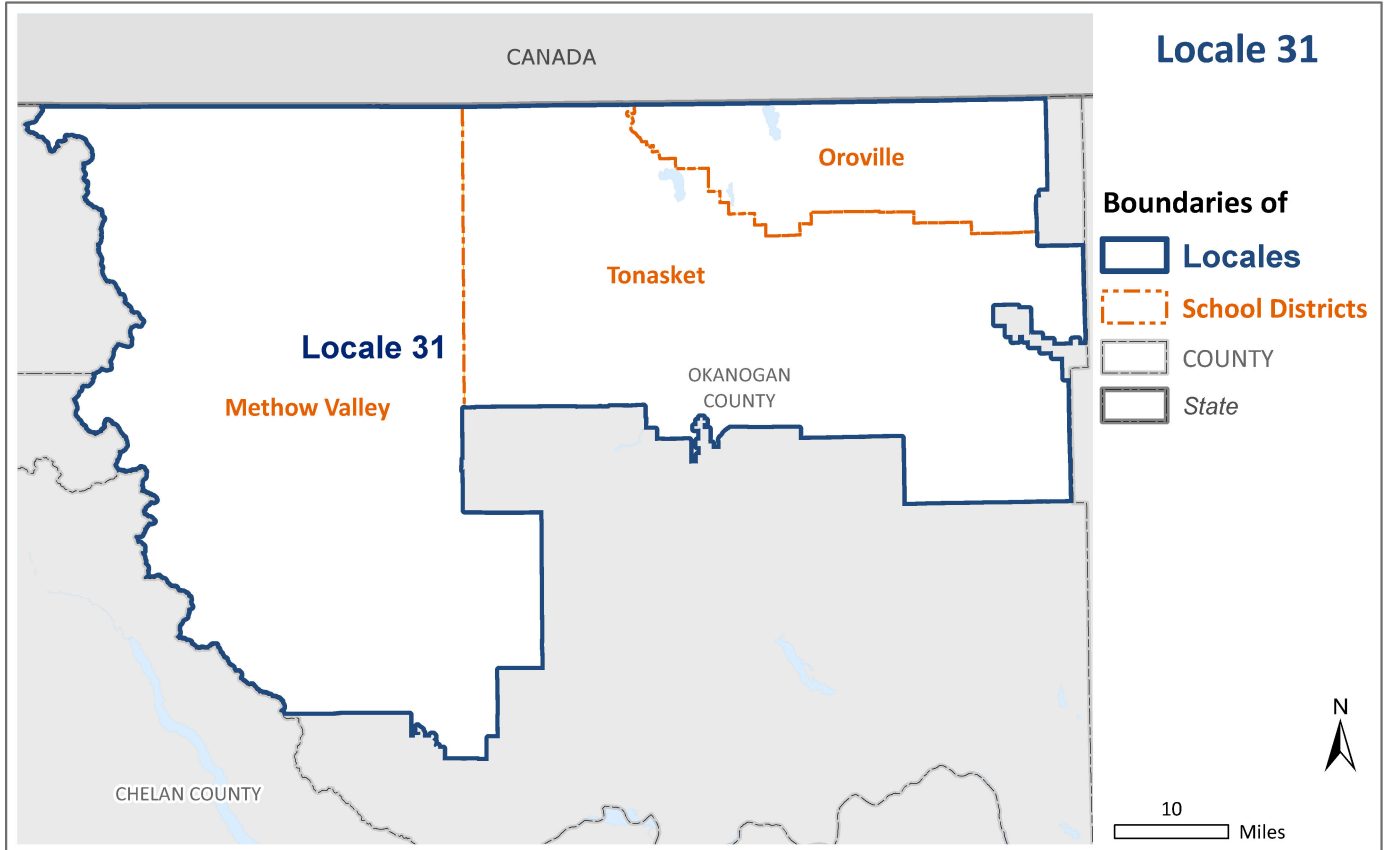 CANADA
Locale 31
Oroville
Tonasket
Locale 31
Methow Valley
OKANOGAN
COUNTY
CHELAN COUNTY
Boundaries of
Locales
School Districts
COUNTY
State
N
10
Miles